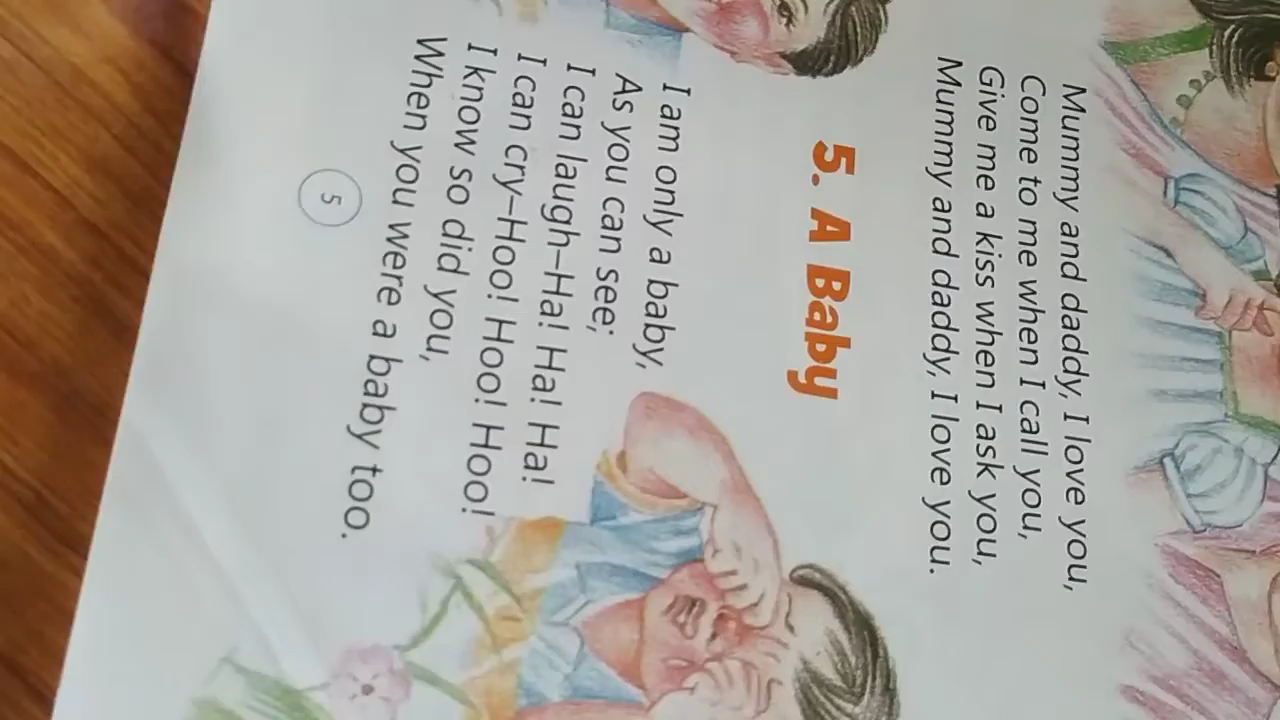 Mummy and daddy, I love you,
Come to me when I call you,
Give me a kiss when I ask you,
Mummy and daddy, I love you.
5. A Baby
I am only a baby,
As you can see;
I can laugh–Ha! Ha! Ha!
I can cry–Hoo! Hoo! Hoo!
I know so did you,
When you were a baby too.
5